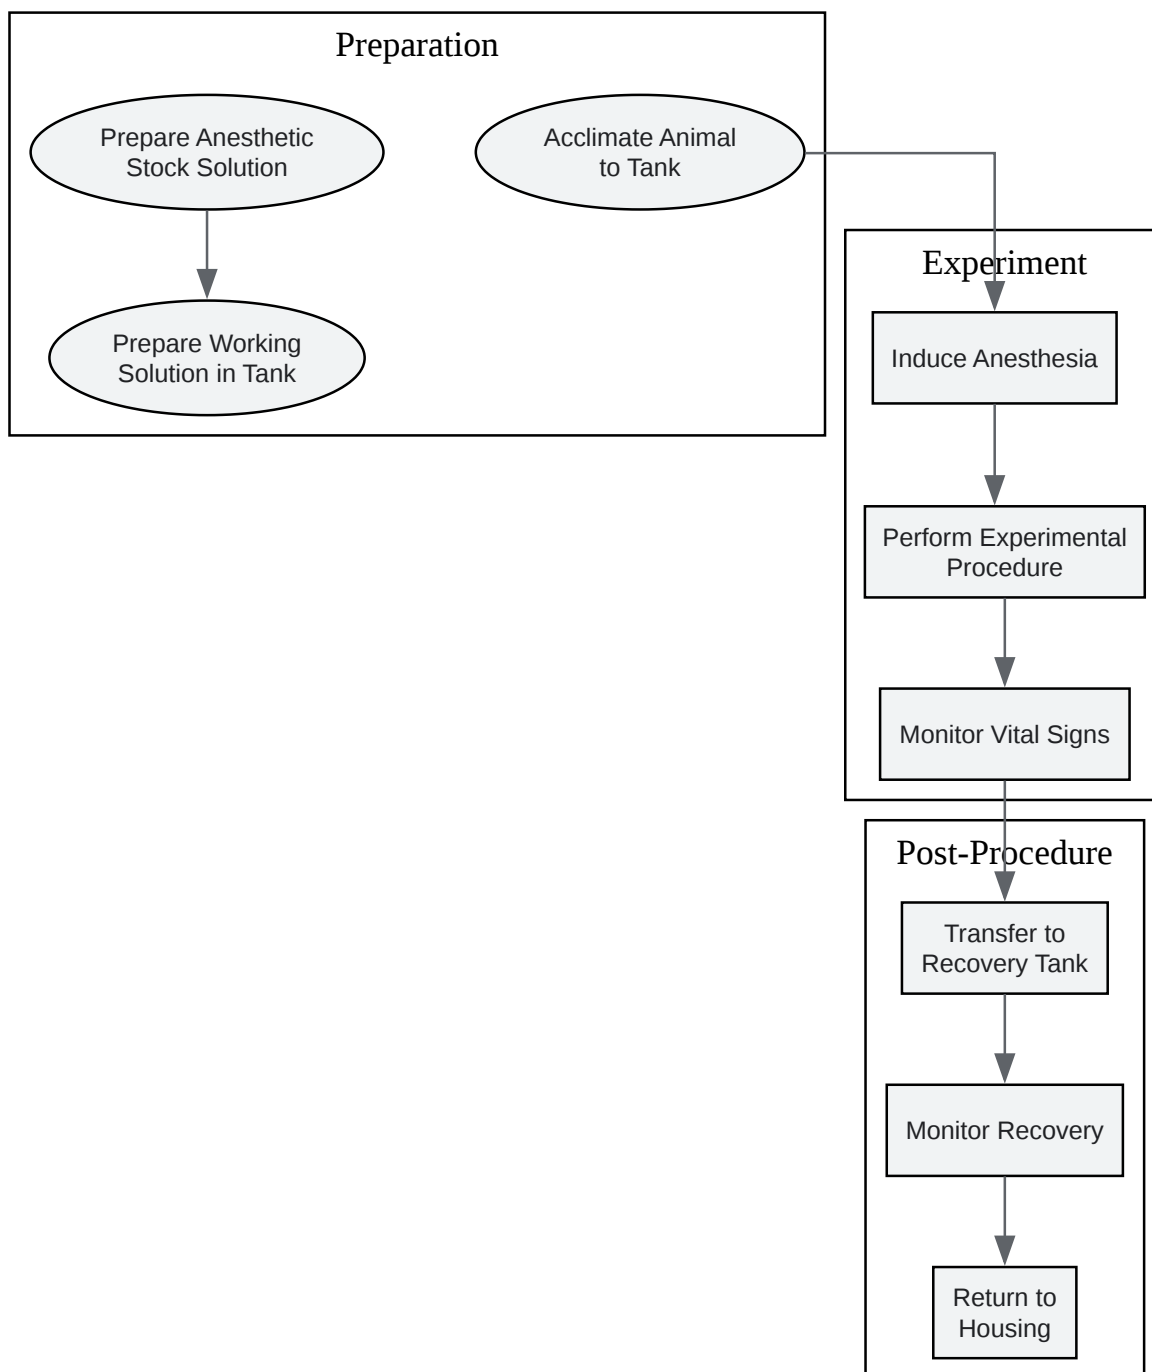 Preparation
Prepare Anesthetic
Stock Solution
Acclimate Animal
to Tank
Prepare Working
Solution in Tank
Experiment
Induce Anesthesia
Perform Experimental
Procedure
Monitor Vital Signs
Post-Procedure
Transfer to
Recovery Tank
Monitor Recovery
Return to
Housing